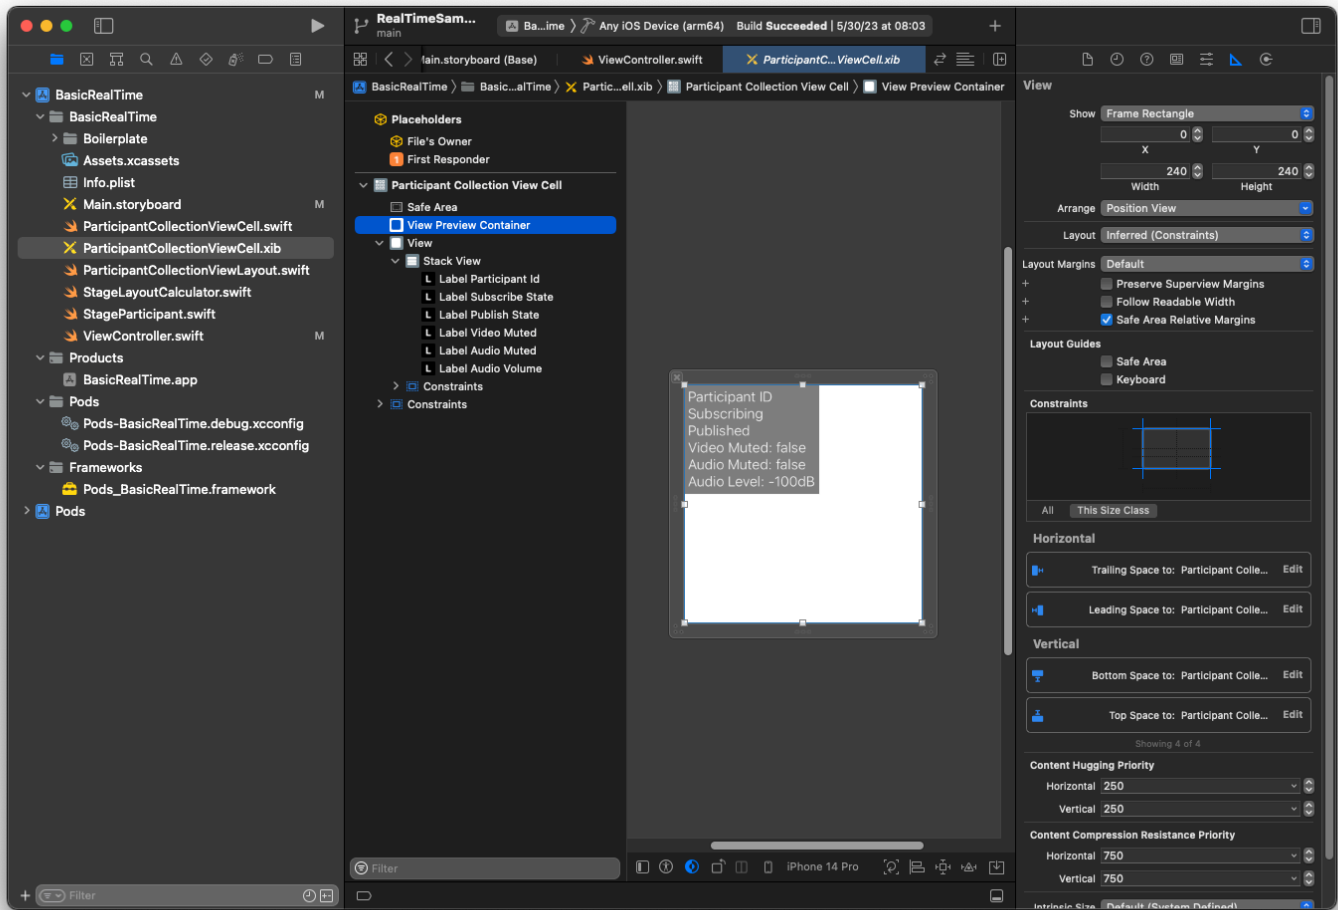 RealTimeSam...
main
Ba...ime
Any iOS Device (arm64)
Build Succeeded | 5/30/23 at 08:03
BasicRealTime M
BasicRealTime
Boilerplate
Assets.xcassets
Info.plist
Main.storyboard M
ParticipantCollectionViewCell.swift
ParticipantCollectionViewCell.xib
ParticipantCollectionViewLayout.swift
StageLayoutCalculator.swift
StageParticipant.swift
ViewController.swift M
Products
BasicRealTime.app
Pods
Pods-BasicRealTime.debug.xcconfig
Pods-BasicRealTime.release.xcconfig
Frameworks
Pods_BasicRealTime.framework
Pods
Filter
Main.storyboard (Base)
ViewController.swift
ParticipantC...ViewCell.xib
BasicRealTime
Basic...alTime
Partic...ell.xib
Participant Collection View Cell
View Preview Container
Placeholders
File's Owner
1 First Responder
Participant Collection View Cell
Safe Area
View Preview Container
View
Stack View
L Label Participant Id
L Label Subscribe State
L Label Publish State
L Label Video Muted
L Label Audio Muted
L Label Audio Volume
Constraints
Constraints
Filter
Participant ID
Subscribing
Published
Video Muted: false
Audio Muted: false
Audio Level: -100dB
iPhone 14 Pro
View
Show Frame Rectangle
0 0
X Y
240 240
Width Height
Arrange Position View
Layout Inferred (Constraints)
Layout Margins Default
Preserve Superview Margins
Follow Readable Width
Safe Area Relative Margins
Layout Guides
Safe Area
Keyboard
Constraints
All This Size Class
Horizontal
Trailing Space to: Participant Colle... Edit
Leading Space to: Participant Colle... Edit
Vertical
Bottom Space to: Participant Colle... Edit
Top Space to: Participant Colle... Edit
Showing 4 of 4
Content Hugging Priority
Horizontal 250
Vertical 250
Content Compression Resistance Priority
Horizontal 750
Vertical 750
Intrinsic Size Default (System Defined)